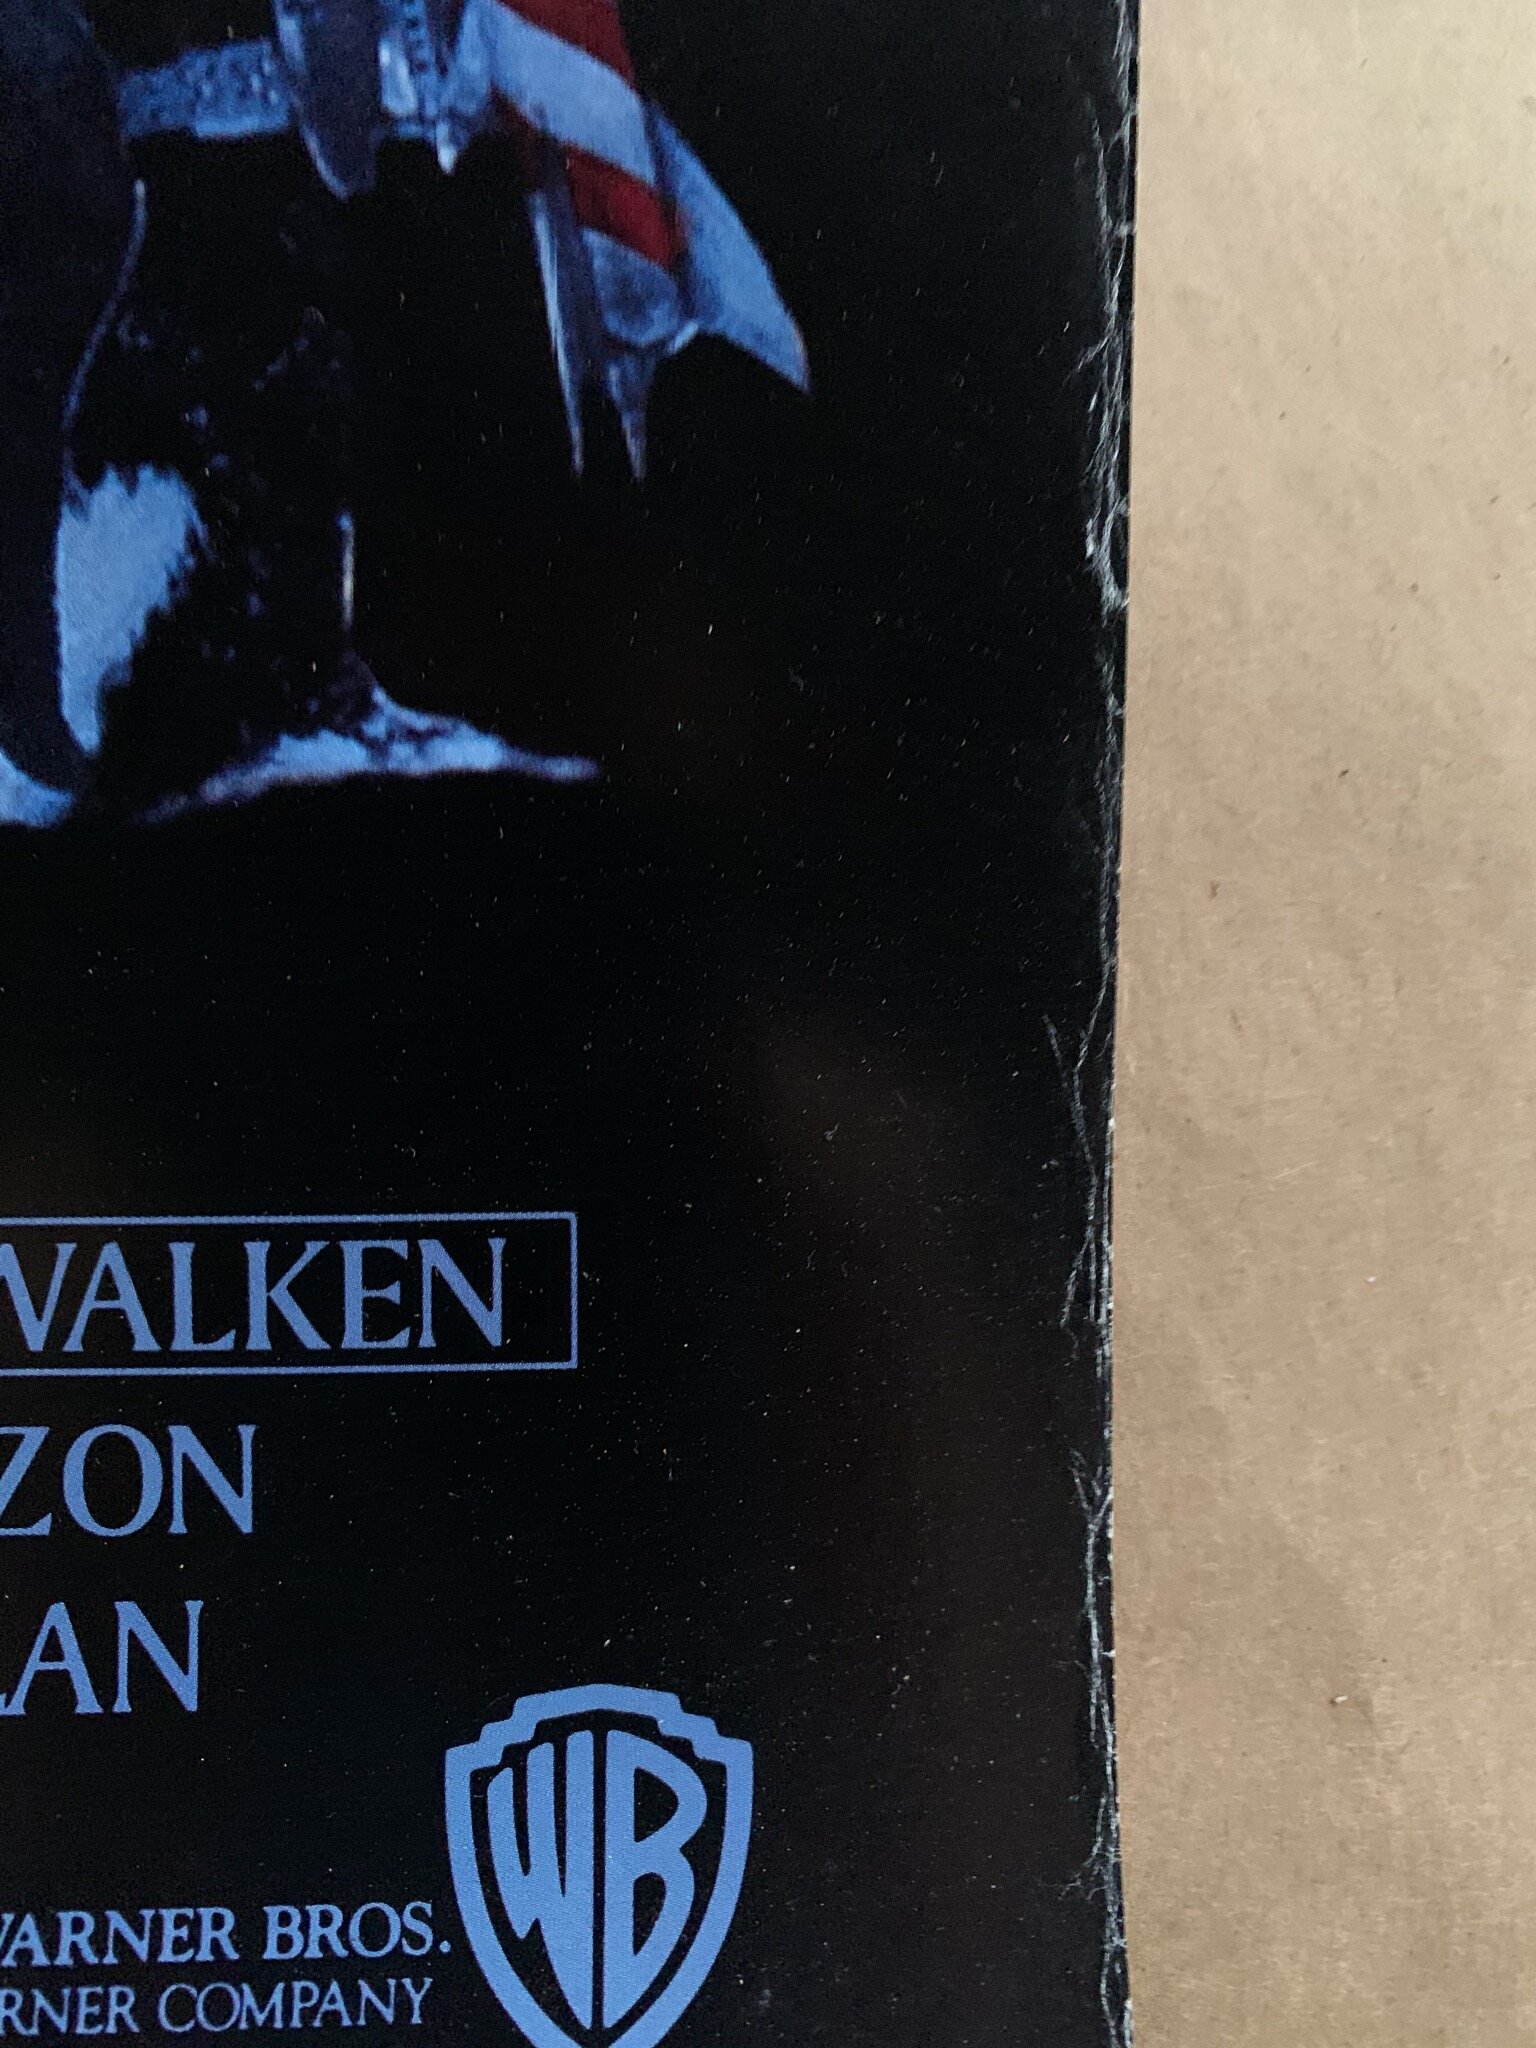 WALKEN
ZON
LAN
WARNER BROS.
RNER COMPANY
WB